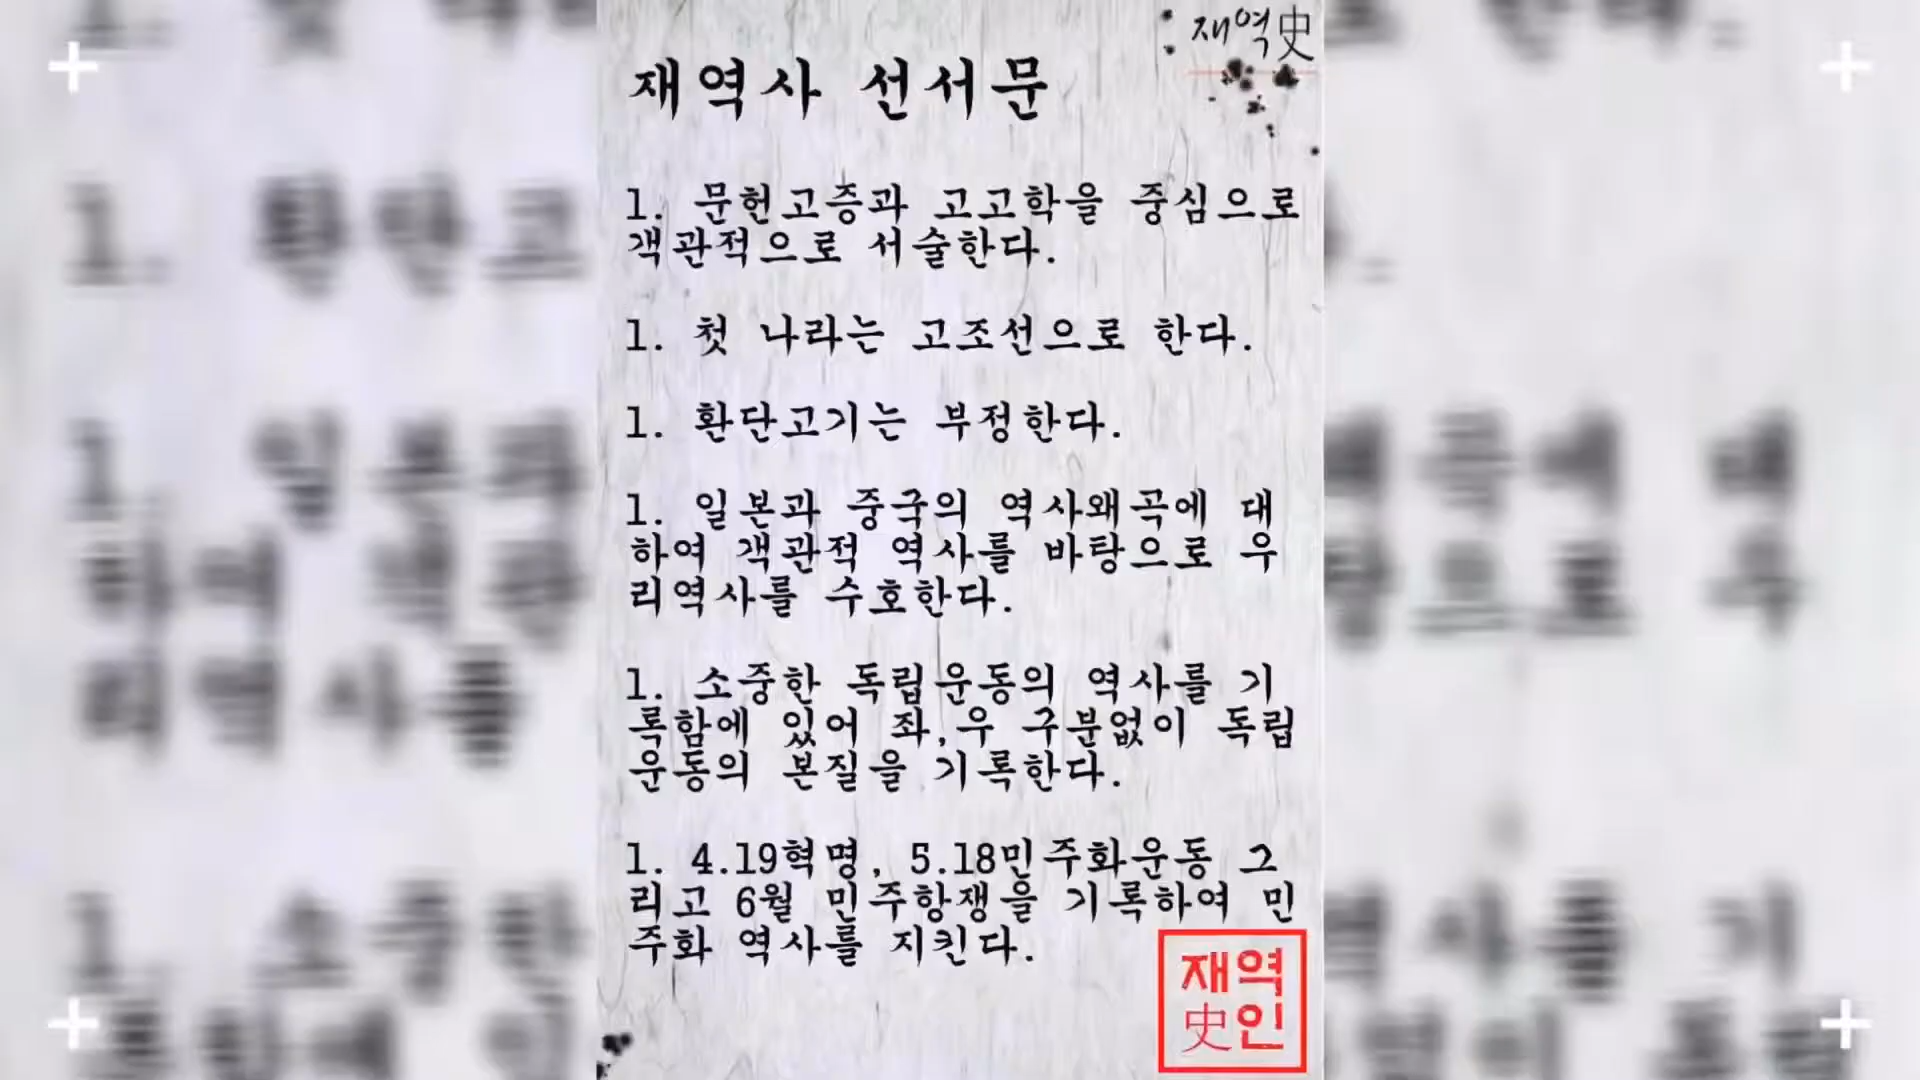 재역史
재역사 선서문
1. 문헌고증과 고고학을 중심으로
객관적으로 서술한다.
1. 첫 나라는 고조선으로 한다.
1. 환단고기는 부정한다.
1. 일본과 중국의 역사왜곡에 대
하여 객관적 역사를 바탕으로 우
리역사를 수호한다.
1. 소중한 독립운동의 역사를 기
록함에 있어 좌,우 구분없이 독립
운동의 본질을 기록한다.
1. 4.19혁명, 5.18민주화운동 그
리고 6월 민주항쟁을 기록하여 민
주화 역사를 지킨다.
재역
史인